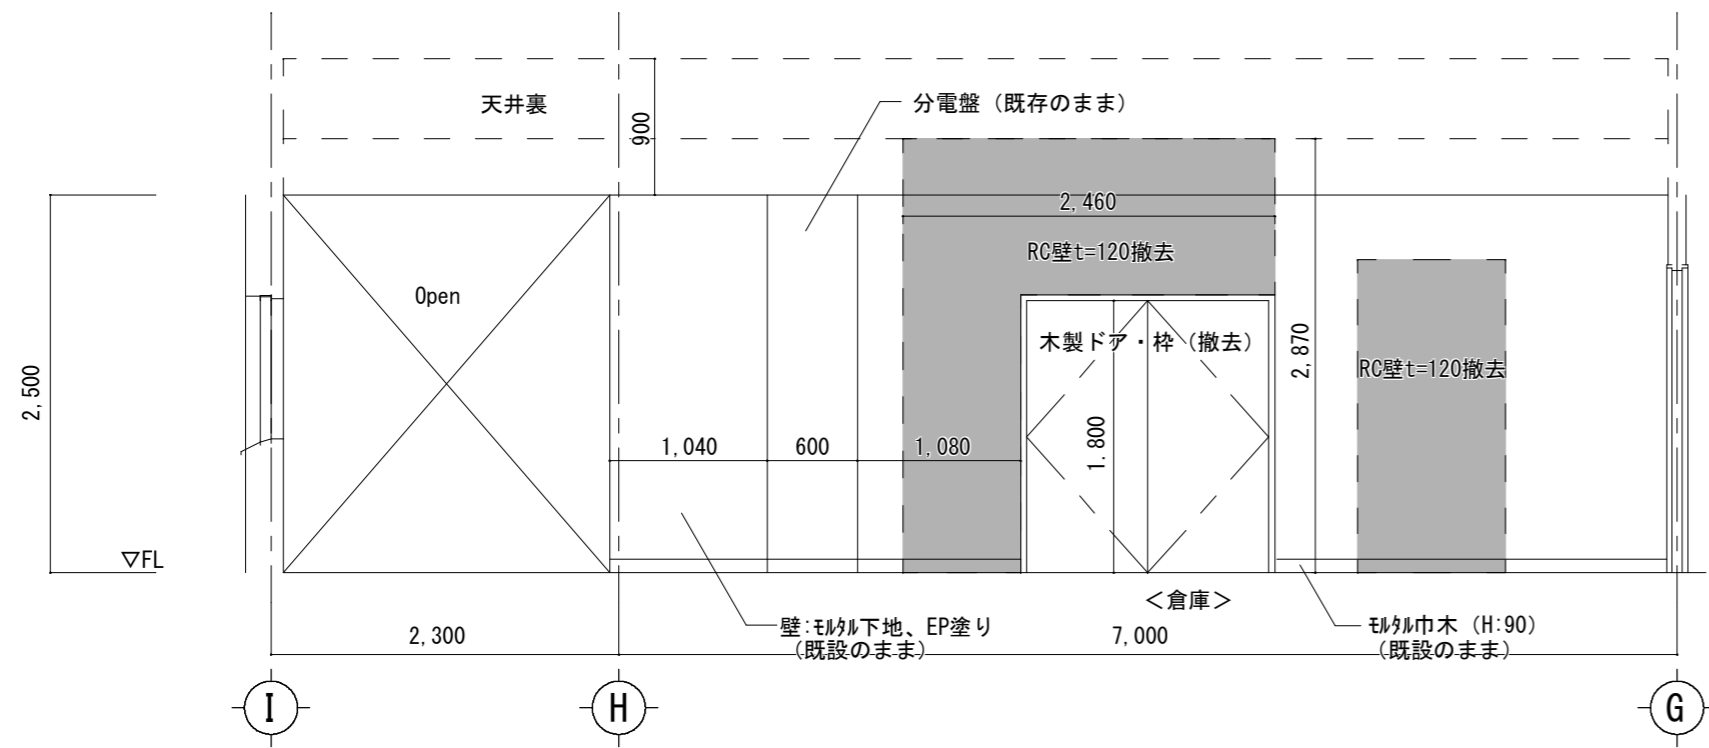 天井裏
分電盤（既存のまま）
900
2,460
RC壁t=120撤去
Open
木製ドア・枠（撤去）
2,870
RC壁t=120撤去
2,500
1,040
600
1,080
1.800
▽FL
＜倉庫＞
2,300
壁:ﾓﾙﾀﾙ下地、EP塗り
（既設のまま）
7,000
ﾓﾙﾀﾙ巾木（H:90）
（既設のまま）
I
H
G